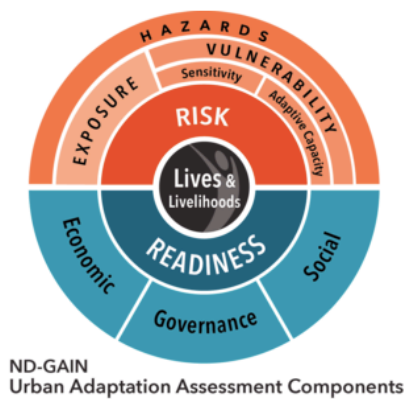 HAZARDS
VULNERABILITY
Sensitivity
Adaptive Capacity
EXPOSURE
RISK
Lives &
Livelihoods
READINESS
Economic
Governance
Social
ND-GAIN
Urban Adaptation Assessment Components